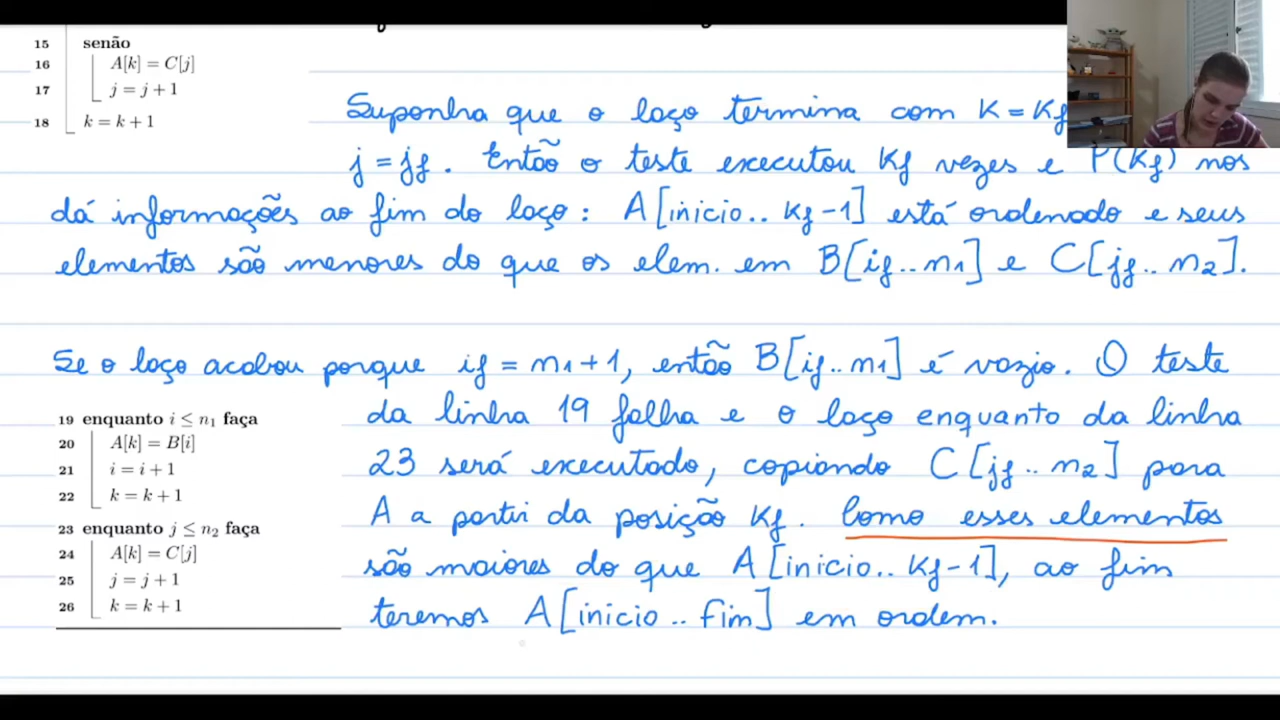 15 senão
16 A[k] = C[j]
17 j = j + 1
18 k = k + 1
Suponha que o laço termina com K = Kf
j = jf. Então o teste executou Kf vezes e P(Kf) nos
dá informações ao fim do laço: A[inicio.. Kf-1] está ordenado e seus
elementos são menores do que os elem. em B[if..n1] e C[jf..n2].
Se o laço acabou porque if = n1+1, então B[if..n1] é vazio. O teste
da linha 19 falha e o laço enquanto da linha
23 será executado, copiando C[jf..n2] para
A a partir da posição Kf. Como esses elementos
são maiores do que A[inicio.. Kf-1], ao fim
teremos A[inicio.. fim] em ordem.
19 enquanto i ≤ n1 faça
20 A[k] = B[i]
21 i = i + 1
22 k = k + 1
23 enquanto j ≤ n2 faça
24 A[k] = C[j]
25 j = j + 1
26 k = k + 1